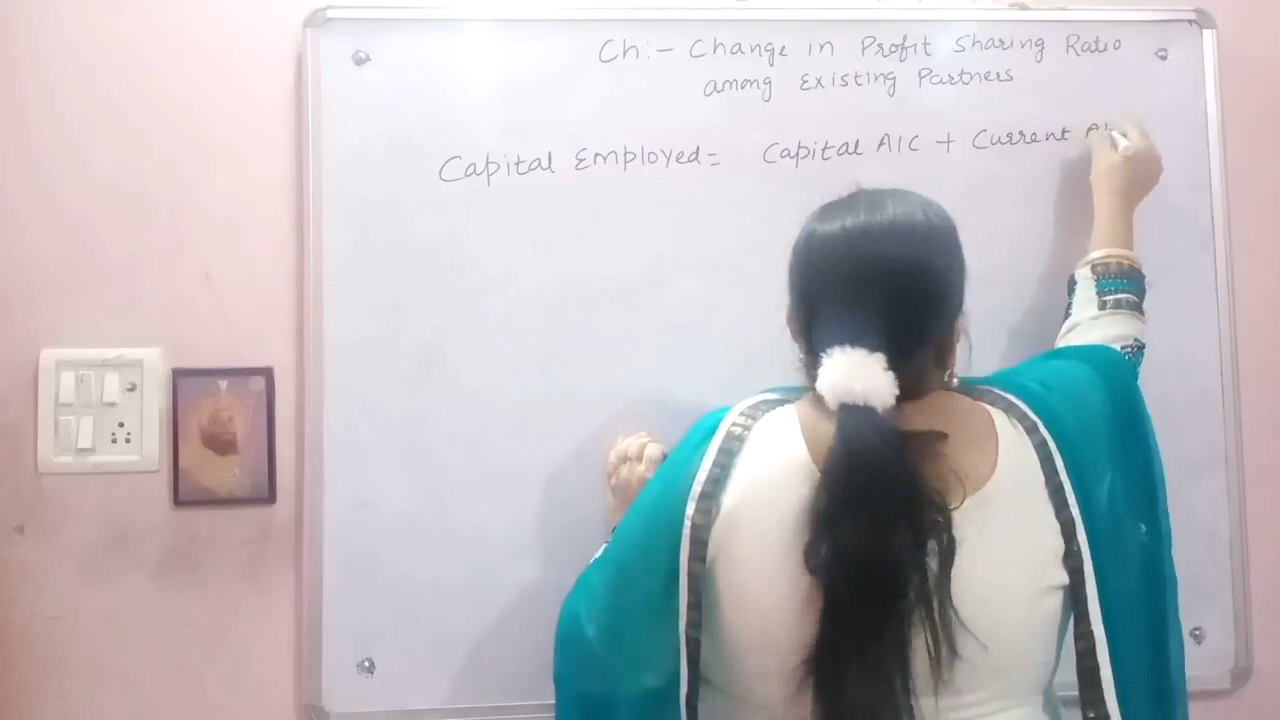 Ch:- Change in Profit Sharing Ratio
among Existing Partners
Capital Employed = Capital A/C + Current